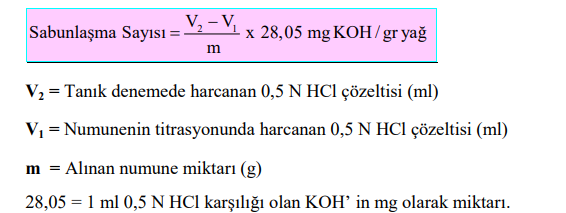 Sabunlaşma Sayısı = V₂ – V₁ / m x 28,05 mg KOH / gr yağ
V₂ = Tanık denemede harcanan 0,5 N HCl çözeltisi (ml)
V₁ = Numunenin titrasyonunda harcanan 0,5 N HCl çözeltisi (ml)
m = Alınan numune miktarı (g)
28,05 = 1 ml 0,5 N HCl karşılığı olan KOH’ in mg olarak miktarı.